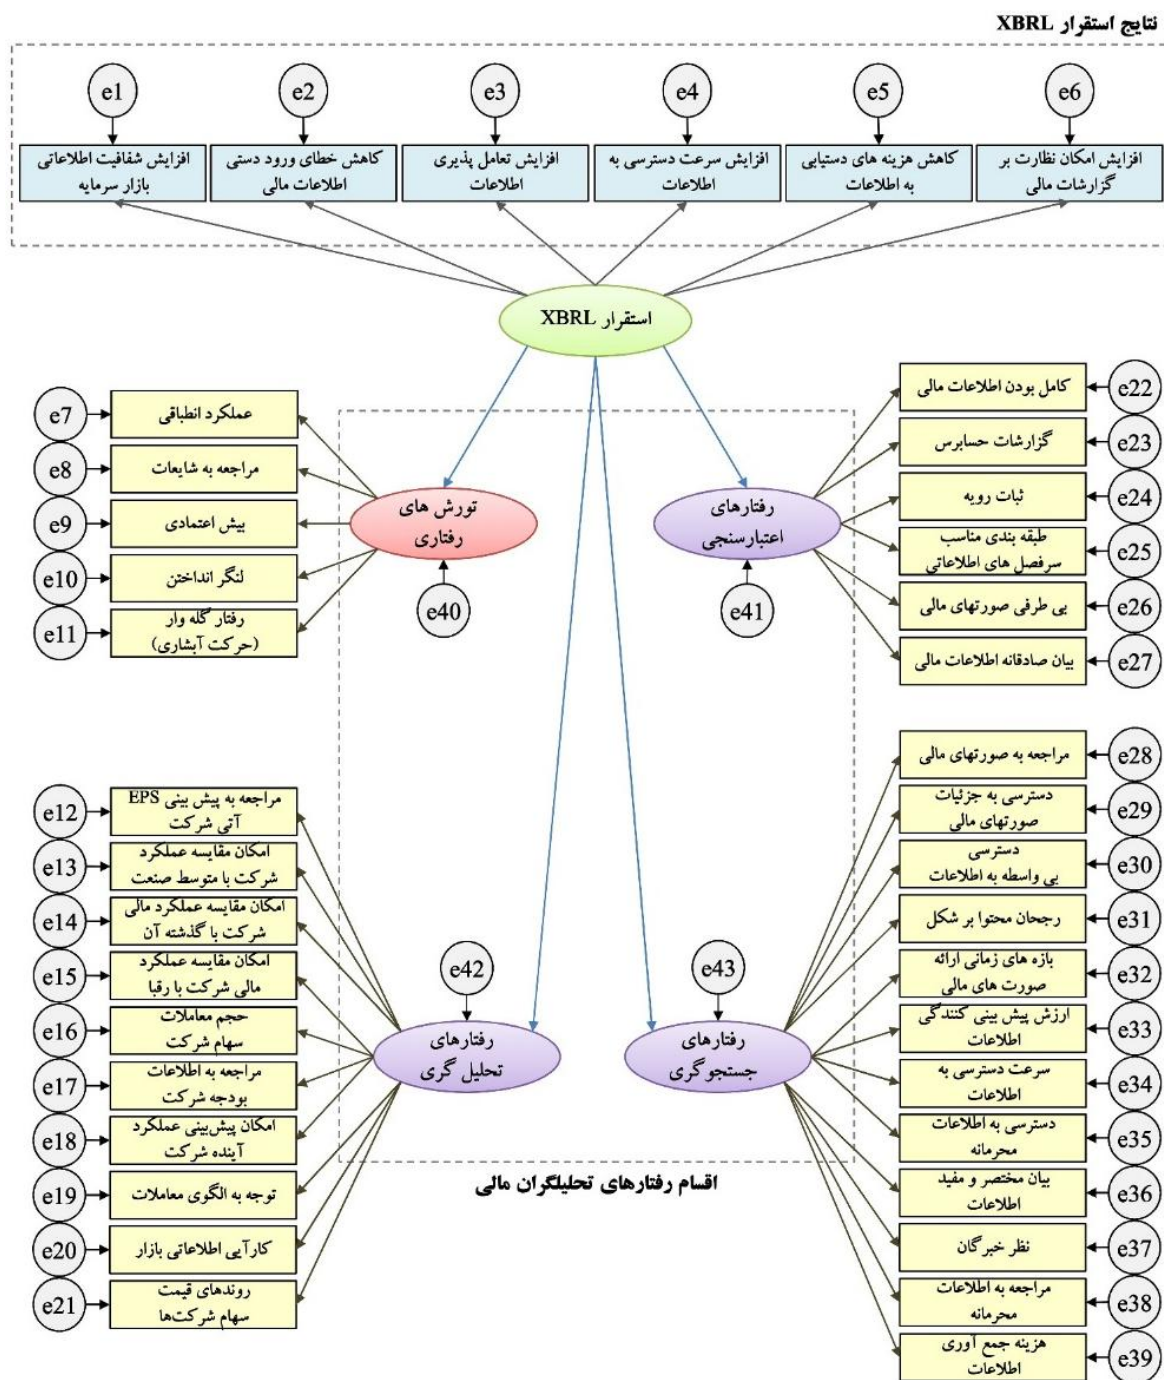 نتایج استقرار XBRL
e1
e2
e3
e4
e5
e6
افزایش شفافیت اطلاعاتی
بازار سرمایه
کاهش خطای ورود دستی
اطلاعات مالی
افزایش تعامل پذیری
اطلاعات
افزایش سرعت دسترسی به
اطلاعات
کاهش هزینه های دستیابی
به اطلاعات
افزایش امکان نظارت بر
گزارشات مالی
استقرار XBRL
e7
عملکرد انطباقی
e8
مراجعه به شایعات
e9
بیش اعتمادی
e10
لنگر انداختن
e11
رفتار گله وار
(حرکت آبشاری)
تورش های
رفتاری
e40
رفتارهای
اعتبارسنجی
e41
کامل بودن اطلاعات مالی
e22
گزارشات حسابرس
e23
ثبات رویه
e24
طبقه بندی مناسب
سرفصل های اطلاعاتی
e25
بی طرفی صورتهای مالی
e26
بیان صادقانه اطلاعات مالی
e27
e12
مراجعه به پیش بینی EPS
آتی شرکت
e13
امکان مقایسه عملکرد
شرکت با متوسط صنعت
e14
امکان مقایسه عملکرد مالی
شرکت با گذشته آن
e15
امکان مقایسه عملکرد
مالی شرکت با رقبا
e16
حجم معاملات
سهام شرکت
e17
مراجعه به اطلاعات
بودجه شرکت
e18
امکان پیش‌بینی عملکرد
آینده شرکت
e19
توجه به الگوی معاملات
e20
کارآیی اطلاعاتی بازار
e21
روندهای قیمت
سهام شرکت‌ها
e42
رفتارهای
تحلیل گری
e43
رفتارهای
جستجوگری
مراجعه به صورتهای مالی
e28
دسترسی به جزئیات
صورتهای مالی
e29
دسترسی
بی واسطه به اطلاعات
e30
رجحان محتوا بر شکل
e31
بازه های زمانی ارائه
صورت های مالی
e32
ارزش پیش بینی کنندگی
اطلاعات
e33
سرعت دسترسی به
اطلاعات
e34
دسترسی به اطلاعات
محرمانه
e35
بیان مختصر و مفید
اطلاعات
e36
نظر خبرگان
e37
مراجعه به اطلاعات
محرمانه
e38
هزینه جمع آوری
اطلاعات
e39
اقسام رفتارهای تحلیلگران مالی